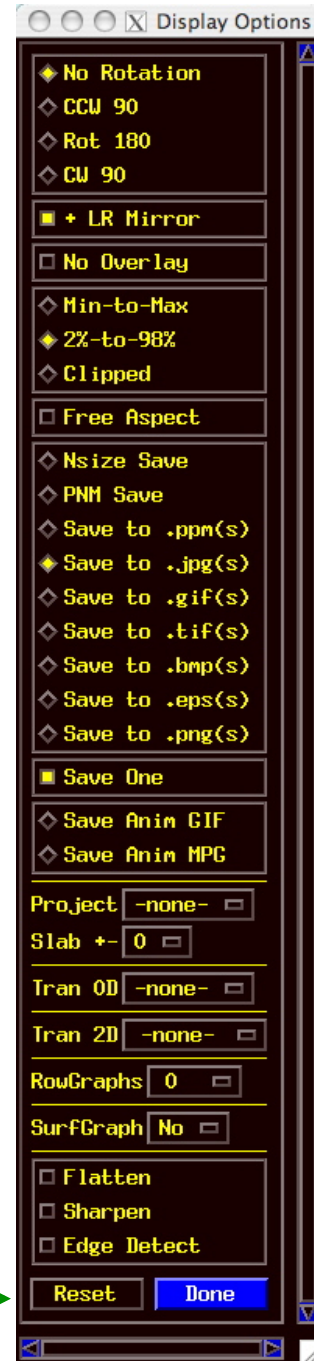 X Display Options
No Rotation
CCW 90
Rot 180
CW 90
+ LR Mirror
No Overlay
Min-to-Max
2%-to-98%
Clipped
Free Aspect
Nsize Save
PNM Save
Save to .ppm(s)
Save to .jpg(s)
Save to .gif(s)
Save to .tif(s)
Save to .bmp(s)
Save to .eps(s)
Save to .png(s)
Save One
Save Anim GIF
Save Anim MPG
Project -none-
Slab +- 0
Tran 0D -none-
Tran 2D -none-
RowGraphs 0
SurfGraph No
Flatten
Sharpen
Edge Detect
Reset Done